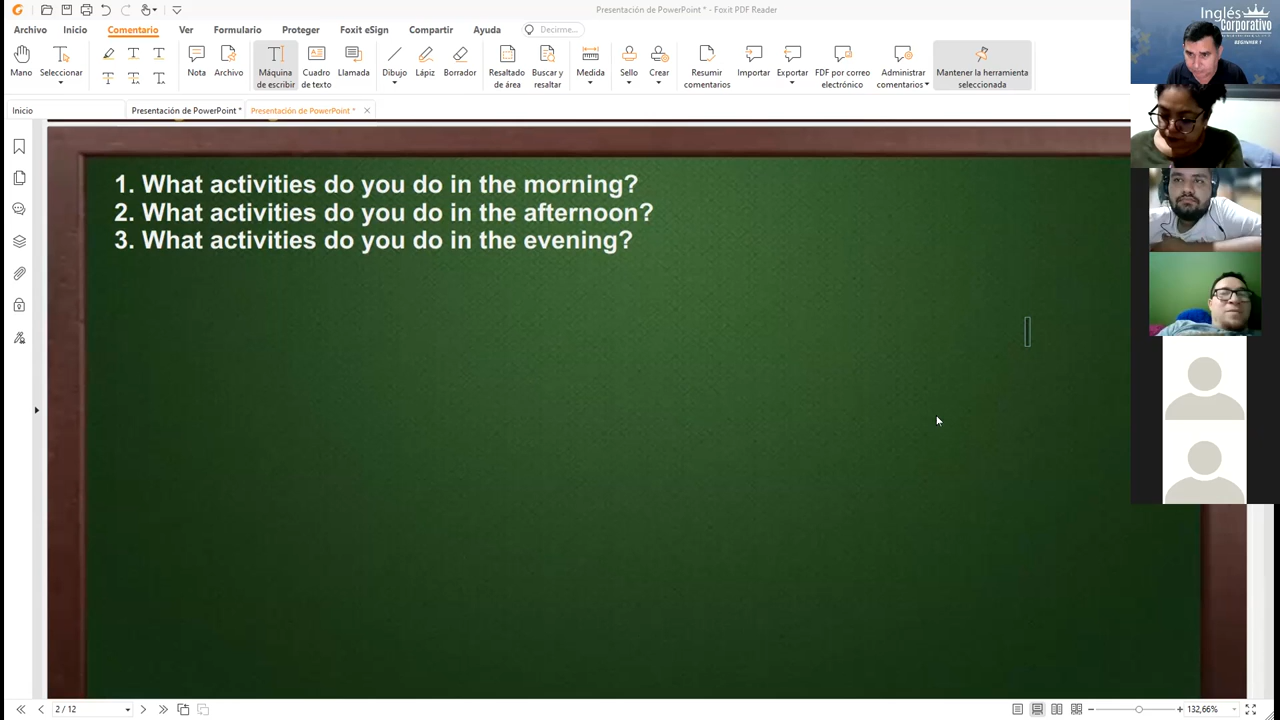 Presentación de PowerPoint * - Foxit PDF Reader
Archivo Inicio Comentario Ver Formulario Proteger Foxit eSign Compartir Ayuda Decirme...
Mano Seleccionar Nota Archivo Máquina de escribir Cuadro de texto Llamada Dibujo Lápiz Borrador Resaltado de área Buscar y resaltar Medida Sello Crear Resumir comentarios Importar Exportar FDF por correo electrónico Administrar comentarios Mantener la herramienta seleccionada
Inicio Presentación de PowerPoint * Presentación de PowerPoint *
1. What activities do you do in the morning?
2. What activities do you do in the afternoon?
3. What activities do you do in the evening?
Inglés
Corporativo
BEGINNER 1
2 / 12
132,66%